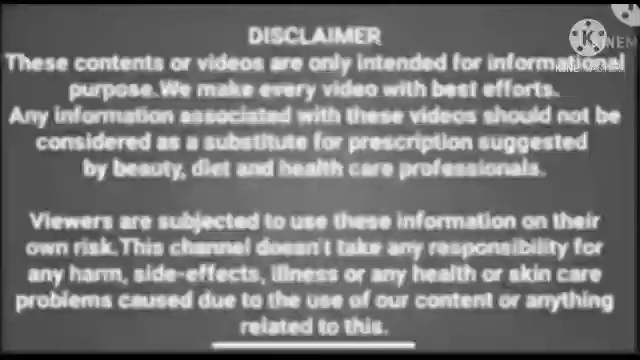 DISCLAIMER
These contents or videos are only intended for informational
purpose.We make every video with best efforts.
Any information associated with these videos should not be
considered as a substitute for prescription suggested
by beauty, diet and health care professionals.
Viewers are subjected to use these information on their
own risk.This channel doesn't take any responsibility for
any harm, side-effects, illness or any health or skin care
problems caused due to the use of our content or anything
related to this.